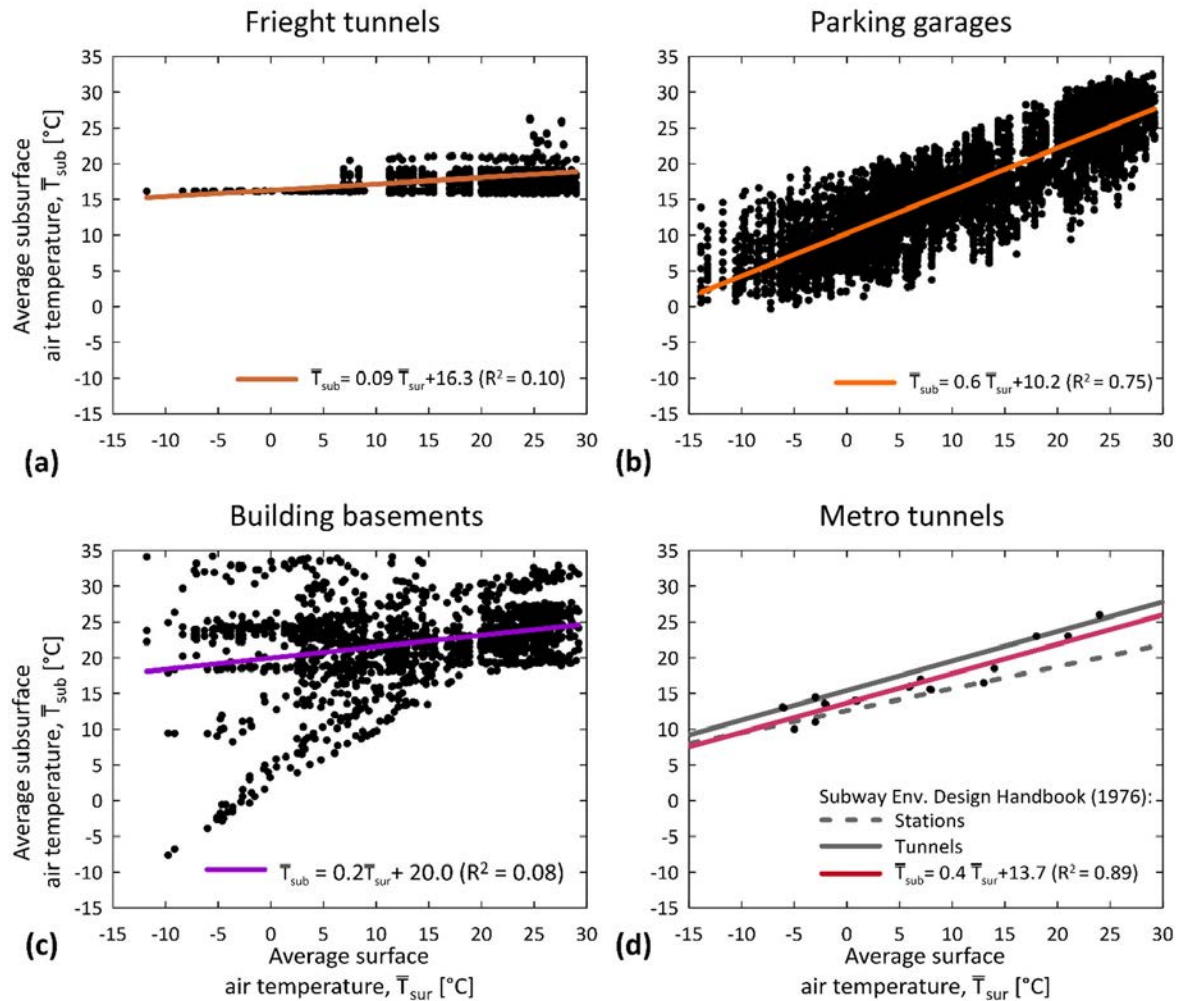 Frieght tunnels
35
30
25
20
15
10
5
0
-5
-10
-15
Average subsurface
air temperature, T̅sub [°C]
T̅sub= 0.09 T̅sur+16.3 (R² = 0.10)
-15 -10 -5 0 5 10 15 20 25 30
(a)
Parking garages
35
30
25
20
15
10
5
0
-5
-10
-15
T̅sub= 0.6 T̅sur+10.2 (R² = 0.75)
-15 -10 -5 0 5 10 15 20 25 30
(b)
Building basements
35
30
25
20
15
10
5
0
-5
-10
-15
Average subsurface
air temperature, T̅sub [°C]
T̅sub = 0.2T̅sur+ 20.0 (R² = 0.08)
-15 -10 -5 0 5 10 15 20 25 30
(c)
Average surface
air temperature, T̅sur [°C]
Metro tunnels
35
30
25
20
15
10
5
0
-5
-10
-15
Subway Env. Design Handbook (1976):
Stations
Tunnels
T̅sub= 0.4 T̅sur+13.7 (R² = 0.89)
-15 -10 -5 0 5 10 15 20 25 30
(d)
Average surface
air temperature, T̅sur [°C]